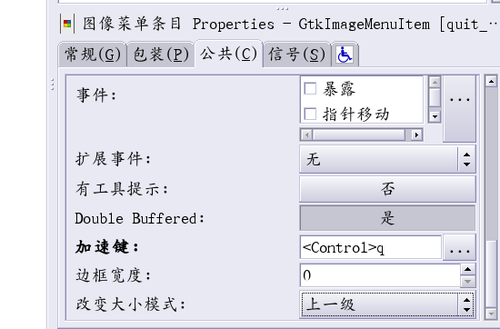 图像菜单条目 Properties - GtkImageMenuItem [quit_…
常规(G) 包装(P) 公共(C) 信号(S)
事件: 暴露 ...
指针移动
扩展事件: 无
有工具提示: 否
Double Buffered: 是
加速键: <Control>q ...
边框宽度: 0
改变大小模式: 上一级